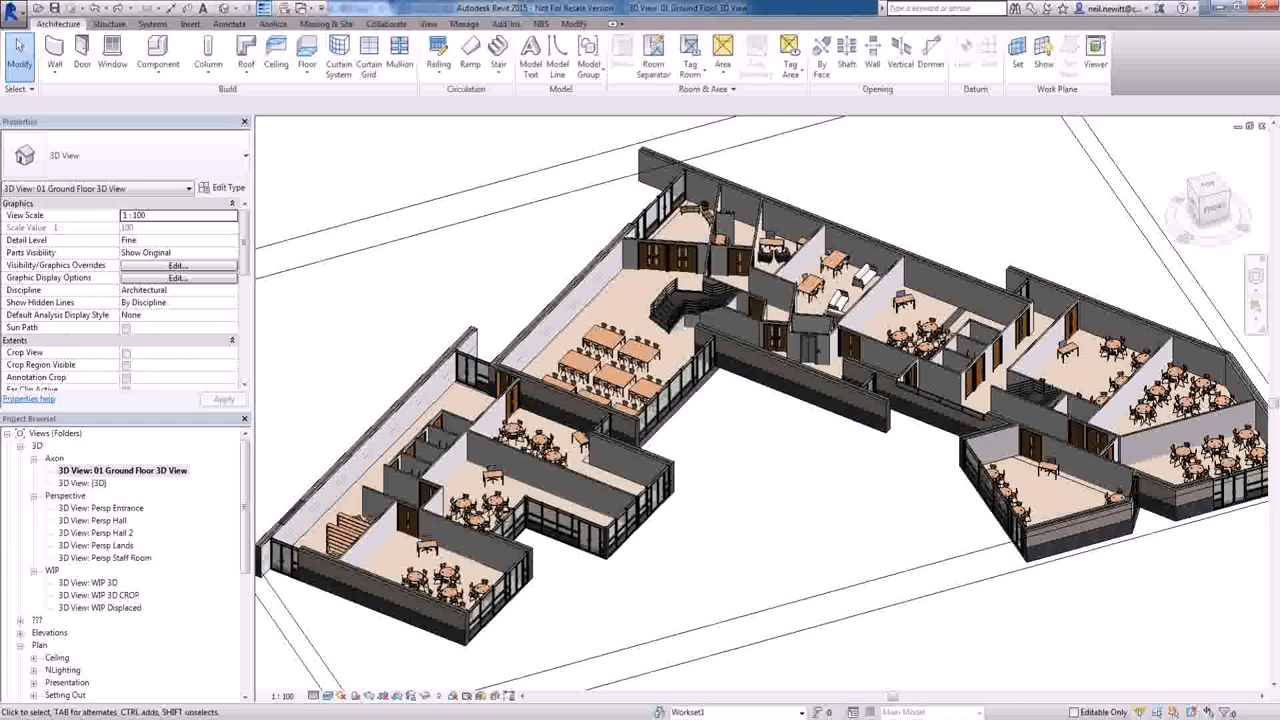 Autodesk Revit 2015 - Not For Resale Version - 3D View: 01 Ground Floor 3D View
Type a keyword or phrase
neil.newitt@c...
Architecture Structure Systems Insert Annotate Analyze Massing & Site Collaborate View Manage Add-Ins NBS Modify
Modify Wall Door Window Component Column Roof Ceiling Floor Curtain System Curtain Grid Mullion Railing Ramp Stair Model Text Model Line Model Group Room Separator Tag Room Area Tag Area By Face Shaft Wall Vertical Dormer Set Show Viewer
Select Build Circulation Model Room & Area Opening Datum Work Plane
Properties
3D View
3D View: 01 Ground Floor 3D View Edit Type
Graphics
View Scale 1 : 100
Scale Value 1 100
Detail Level Fine
Parts Visibility Show Original
Visibility/Graphics Overrides Edit...
Graphic Display Options Edit...
Discipline Architectural
Show Hidden Lines By Discipline
Default Analysis Display Style None
Sun Path
Extents
Crop View
Crop Region Visible
Annotation Crop
Far Clip Active
Properties help Apply
Project Browser
Views (Folders)
3D
Axon
3D View: 01 Ground Floor 3D View
3D View: {3D}
Perspective
3D View: Persp Entrance
3D View: Persp Hall
3D View: Persp Hall 2
3D View: Persp Lands
3D View: Persp Staff Room
WIP
3D View: WIP 3D
3D View: WIP 3D CROP
3D View: WIP Displaced
???
Elevations
Plan
Ceiling
NLighting
Presentation
Setting Out
FRONT
1 : 100
Click to select, TAB for alternates, CTRL adds, SHIFT unselects.
Workset1
:0
Main Model
Editable Only